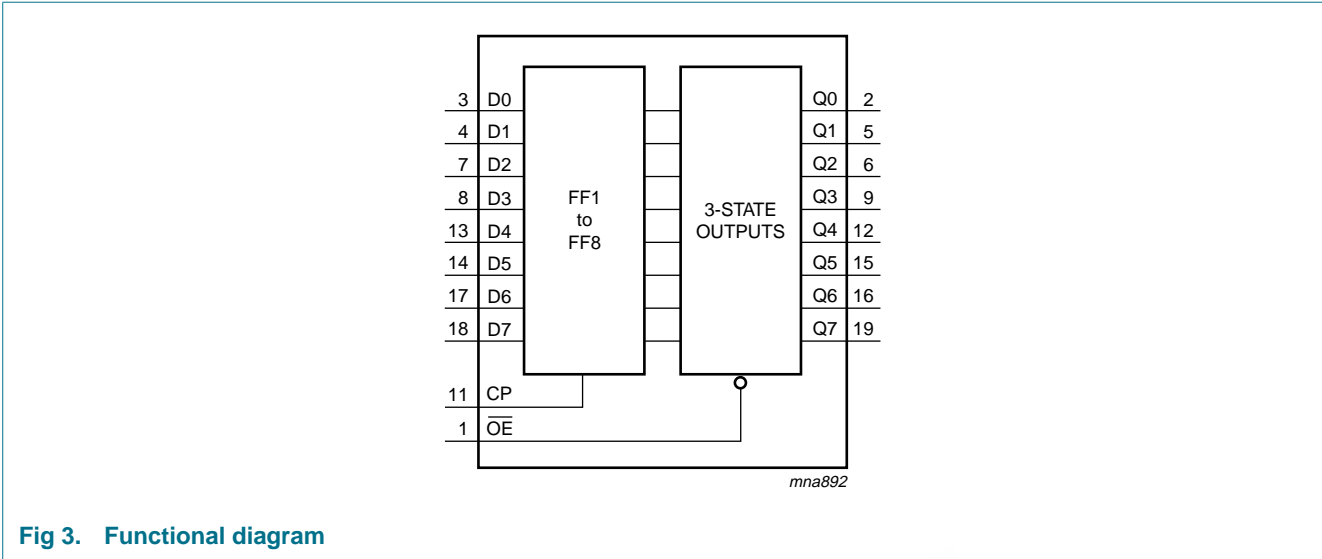 3 D0 Q0 2
4 D1 Q1 5
7 D2 Q2 6
8 D3 FF1 Q3 9
to 3-STATE
13 D4 FF8 OUTPUTS Q4 12
14 D5 Q5 15
17 D6 Q6 16
18 D7 Q7 19
11 CP
1 O̅E̅
mna892
Fig 3. Functional diagram